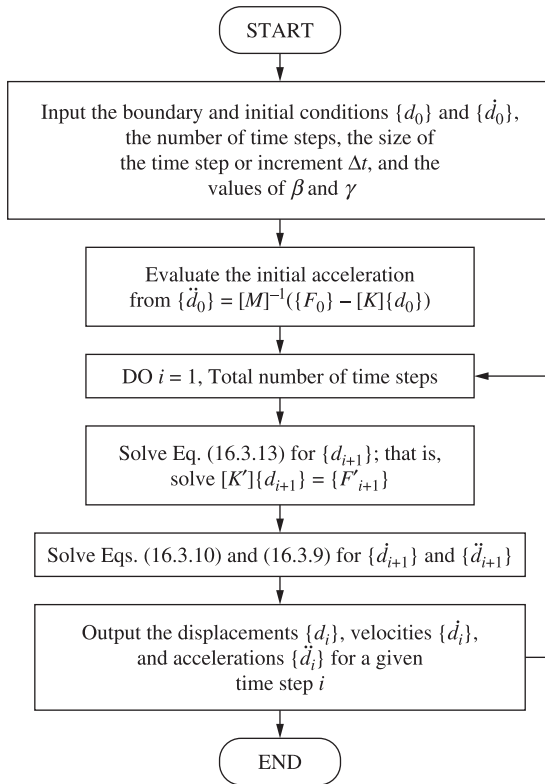 START
Input the boundary and initial conditions {d₀} and {ḋ₀},
the number of time steps, the size of
the time step or increment Δt, and the
values of β and γ
Evaluate the initial acceleration
from {d̈₀} = [M]⁻¹({F₀} − [K]{d₀})
DO i = 1, Total number of time steps
Solve Eq. (16.3.13) for {dᵢ₊₁}; that is,
solve [K′]{dᵢ₊₁} = {F′ᵢ₊₁}
Solve Eqs. (16.3.10) and (16.3.9) for {ḋᵢ₊₁} and {d̈ᵢ₊₁}
Output the displacements {dᵢ}, velocities {ḋᵢ},
and accelerations {d̈ᵢ} for a given
time step i
END